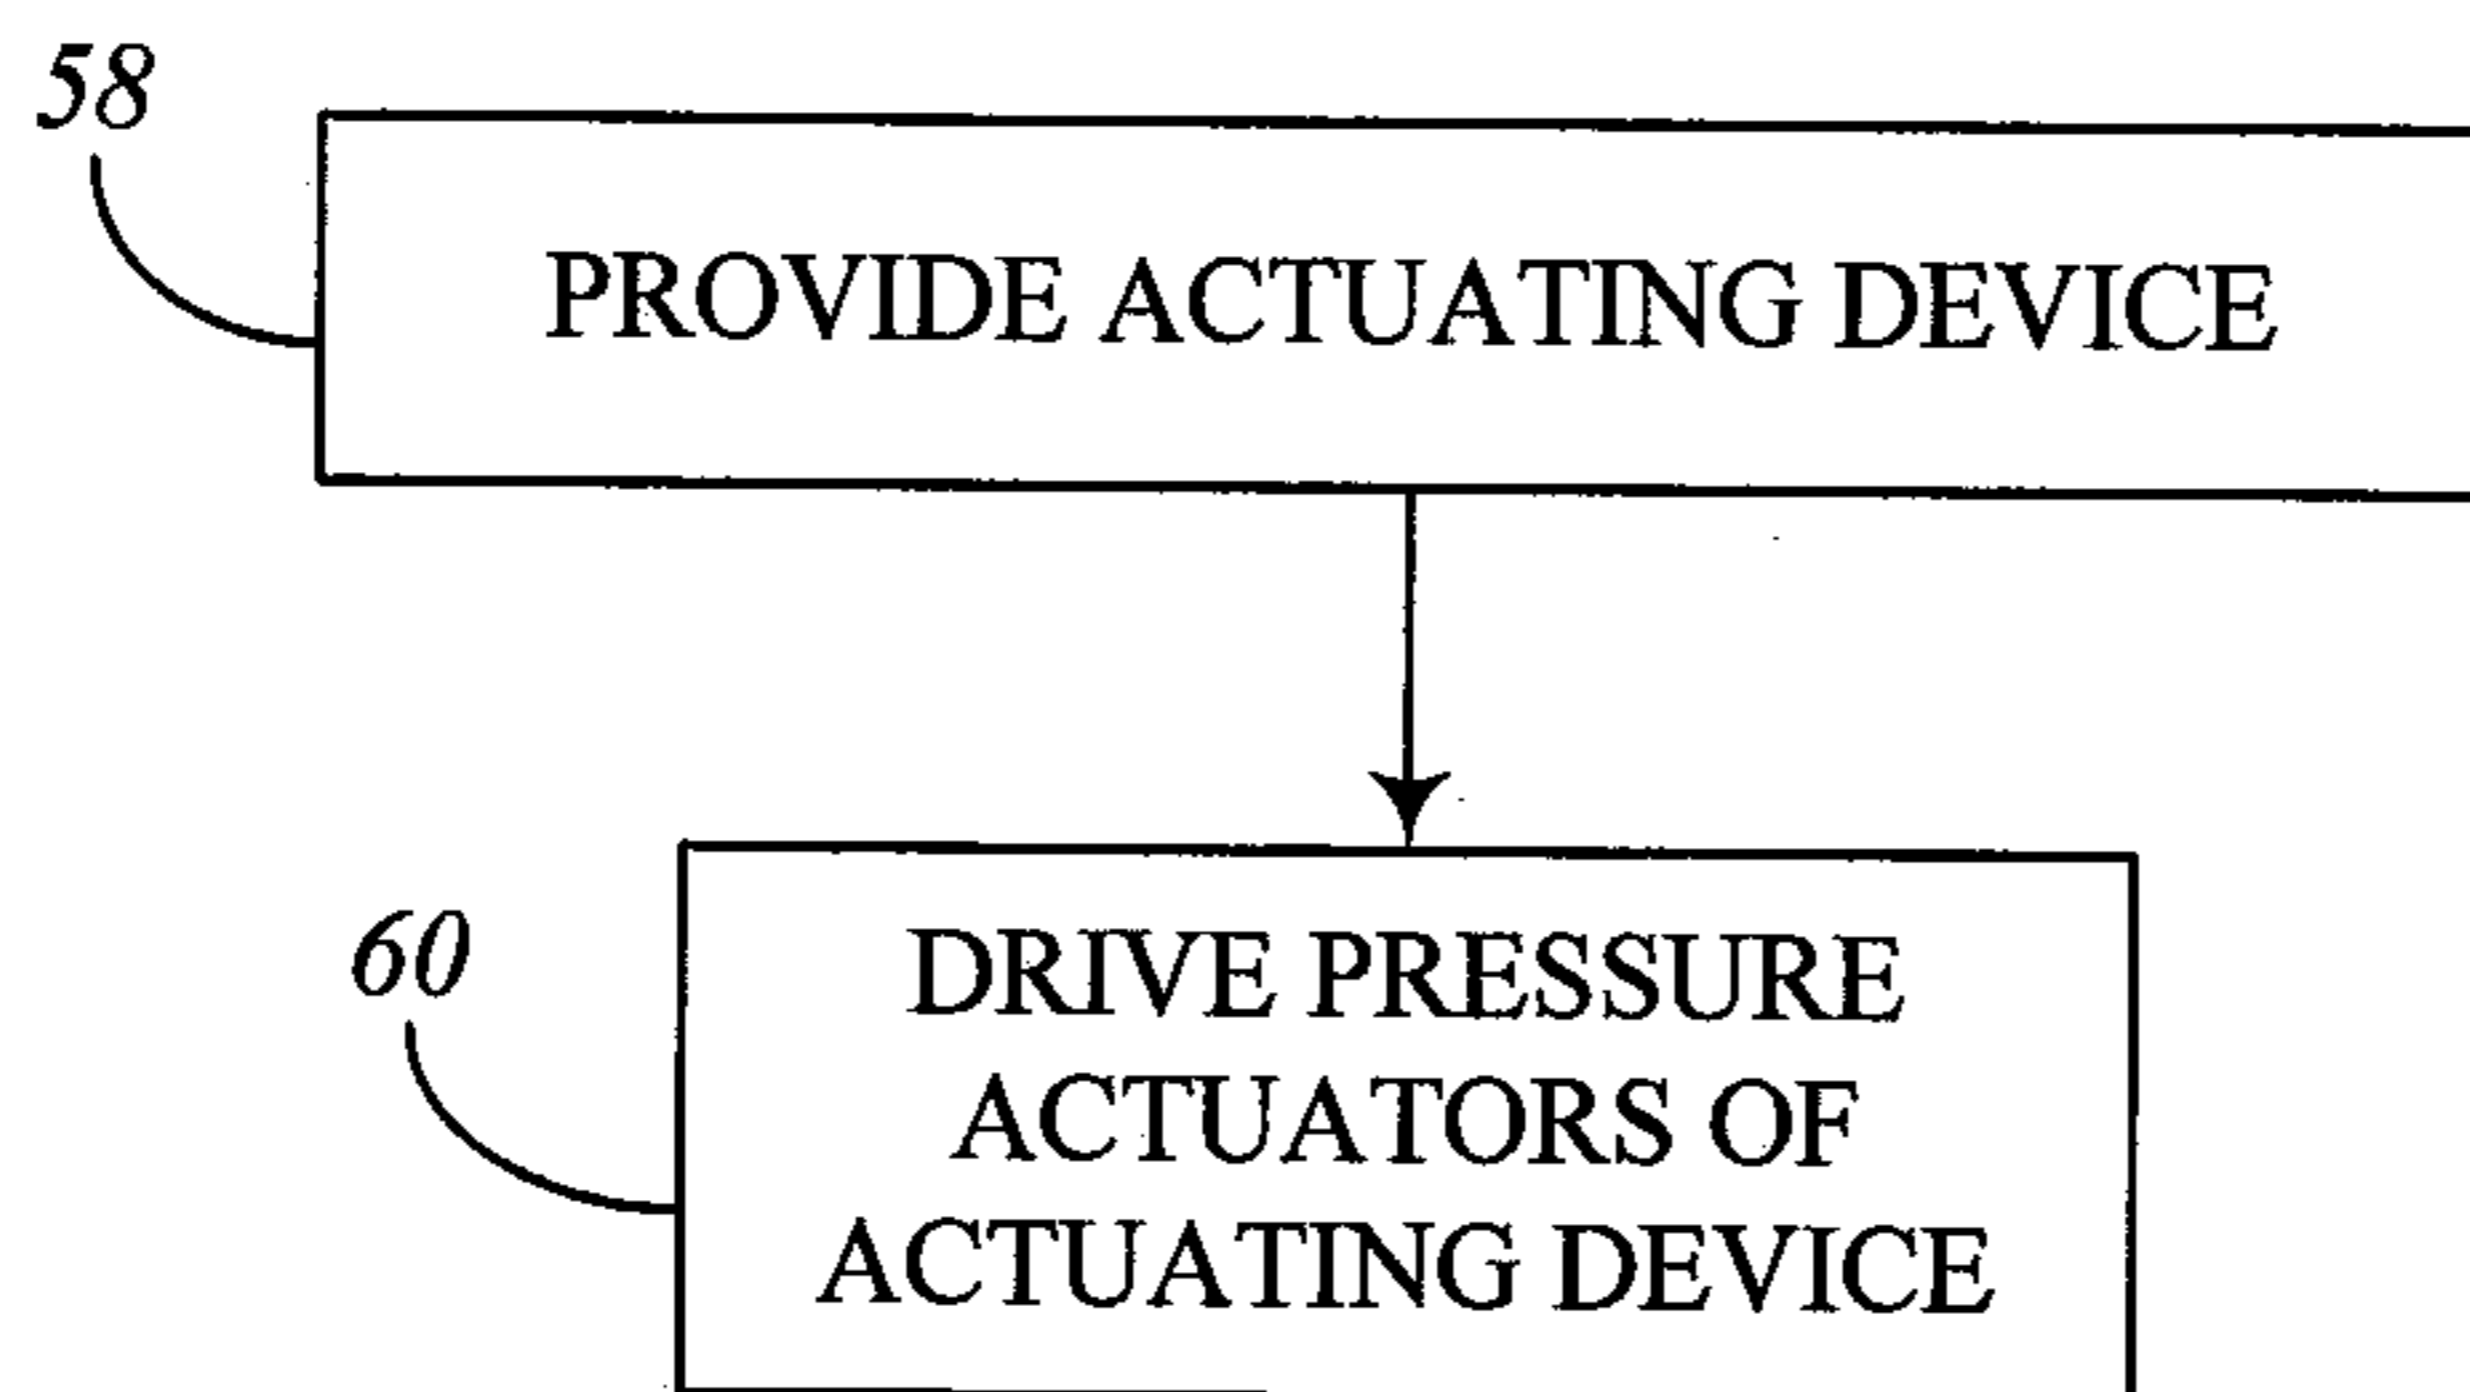 58
PROVIDE ACTUATING DEVICE
60
DRIVE PRESSURE
ACTUATORS OF
ACTUATING DEVICE